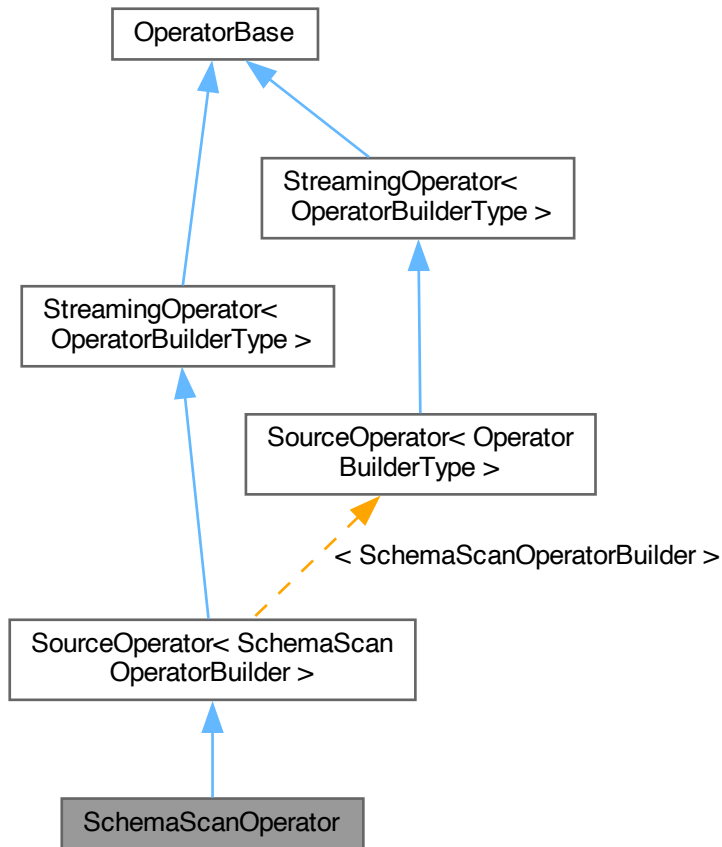 OperatorBase
StreamingOperator<
OperatorBuilderType >
StreamingOperator<
OperatorBuilderType >
SourceOperator< Operator
BuilderType >
< SchemaScanOperatorBuilder >
SourceOperator< SchemaScan
OperatorBuilder >
SchemaScanOperator